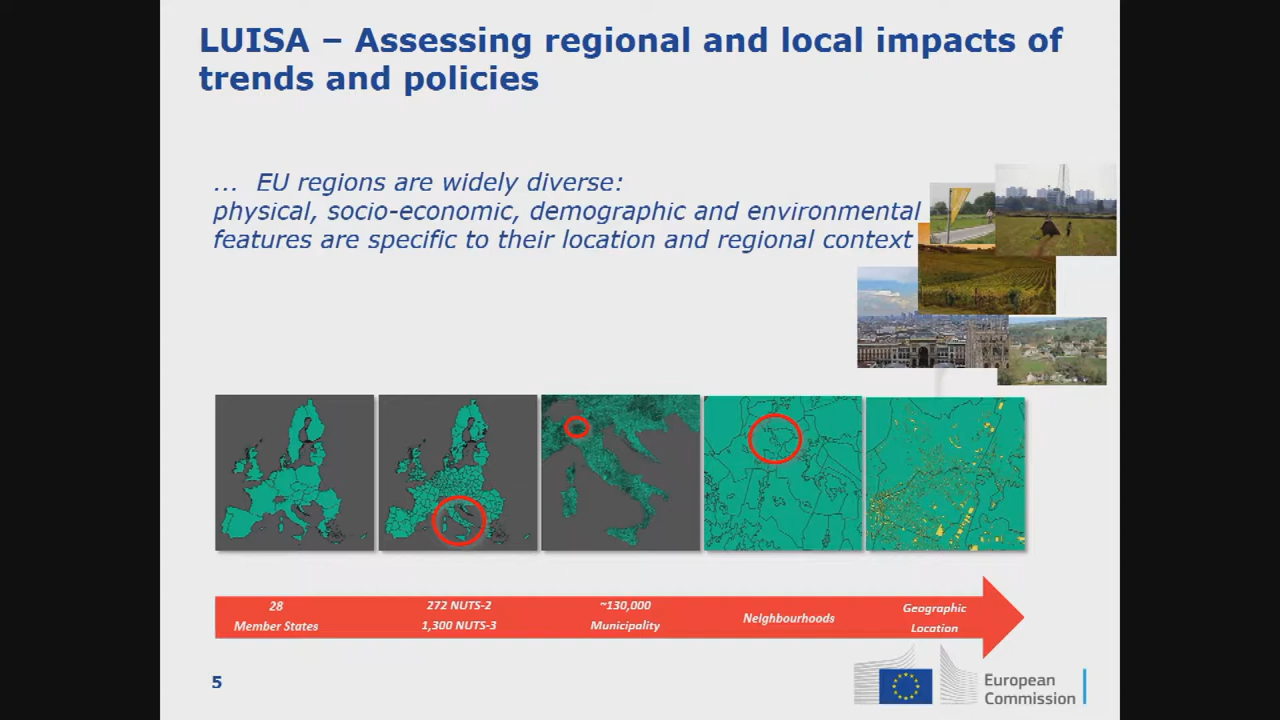 LUISA – Assessing regional and local impacts of
trends and policies
... EU regions are widely diverse:
physical, socio-economic, demographic and environmental
features are specific to their location and regional context
28
Member States
272 NUTS-2
1,300 NUTS-3
~130,000
Municipality
Neighbourhoods
Geographic
Location
5
European
Commission